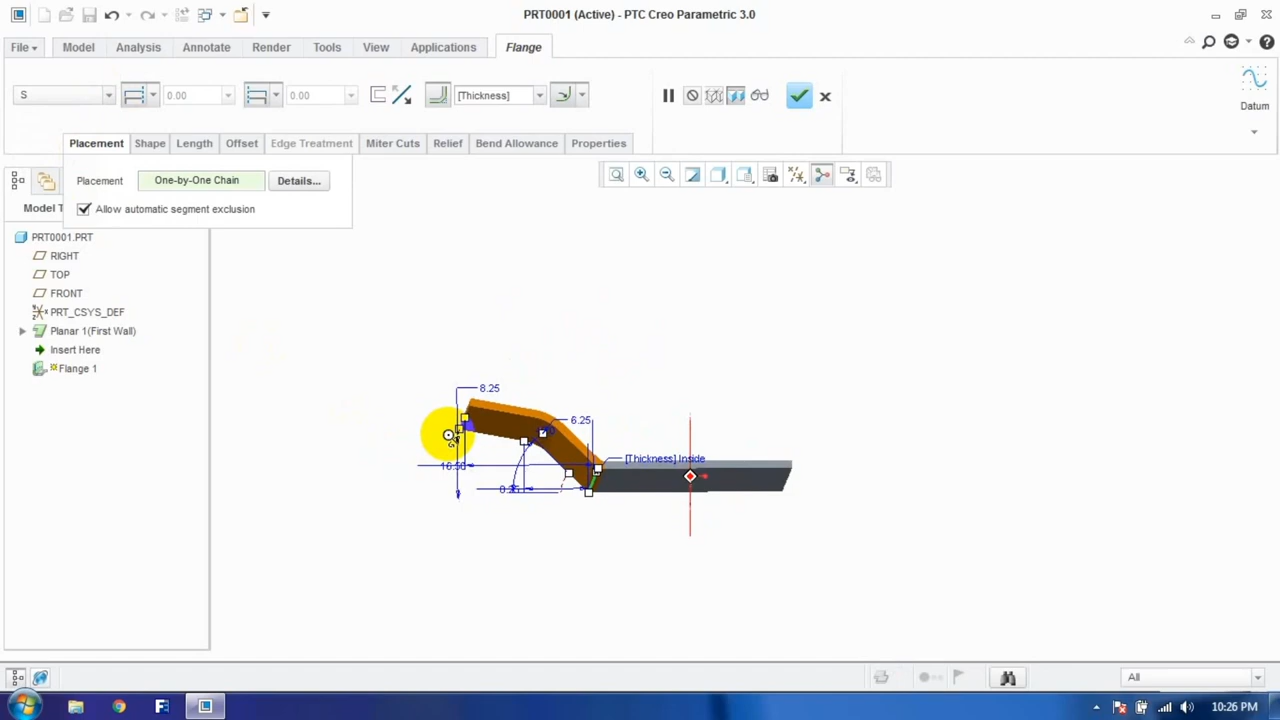 PRT0001 (Active) - PTC Creo Parametric 3.0
File Model Analysis Annotate Render Tools View Applications Flange
S 0.00 0.00 [Thickness]
Datum
Placement Shape Length Offset Edge Treatment Miter Cuts Relief Bend Allowance Properties
Placement One-by-One Chain Details...
Allow automatic segment exclusion
Model T
PRT0001.PRT
RIGHT
TOP
FRONT
PRT_CSYS_DEF
Planar 1(First Wall)
Insert Here
Flange 1
8.25
6.25
[Thickness] Inside
16.50
All
10:26 PM